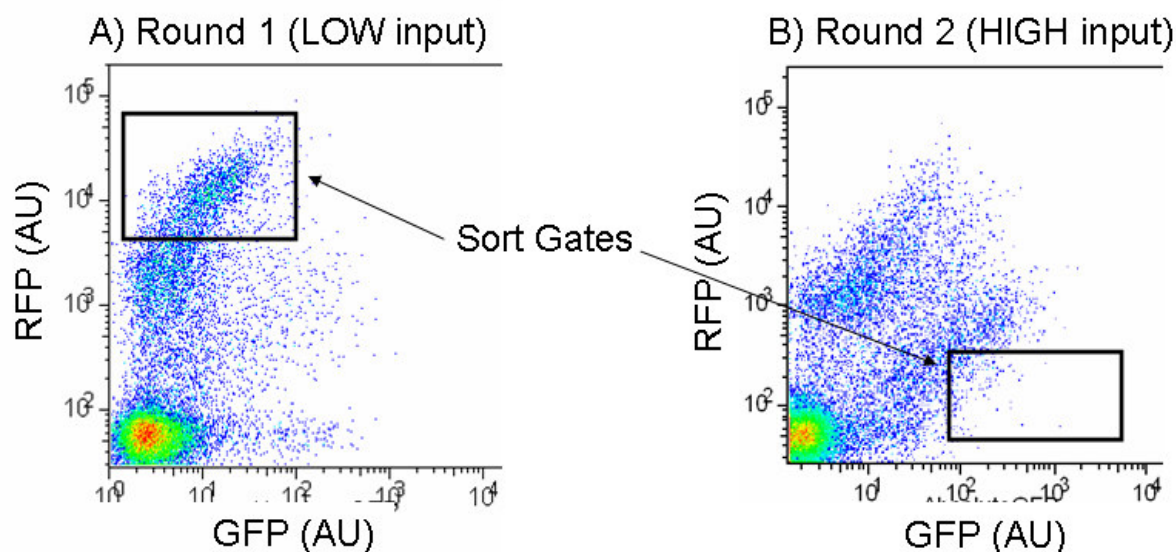 A) Round 1 (LOW input)
B) Round 2 (HIGH input)
10^5
10^4
10^3
10^2
RFP (AU)
10^0 10^1 10^2 10^3 10^4
GFP (AU)
Sort Gates
10^5
10^4
10^3
10^2
RFP (AU)
10^1 10^2 10^3 10^4
GFP (AU)